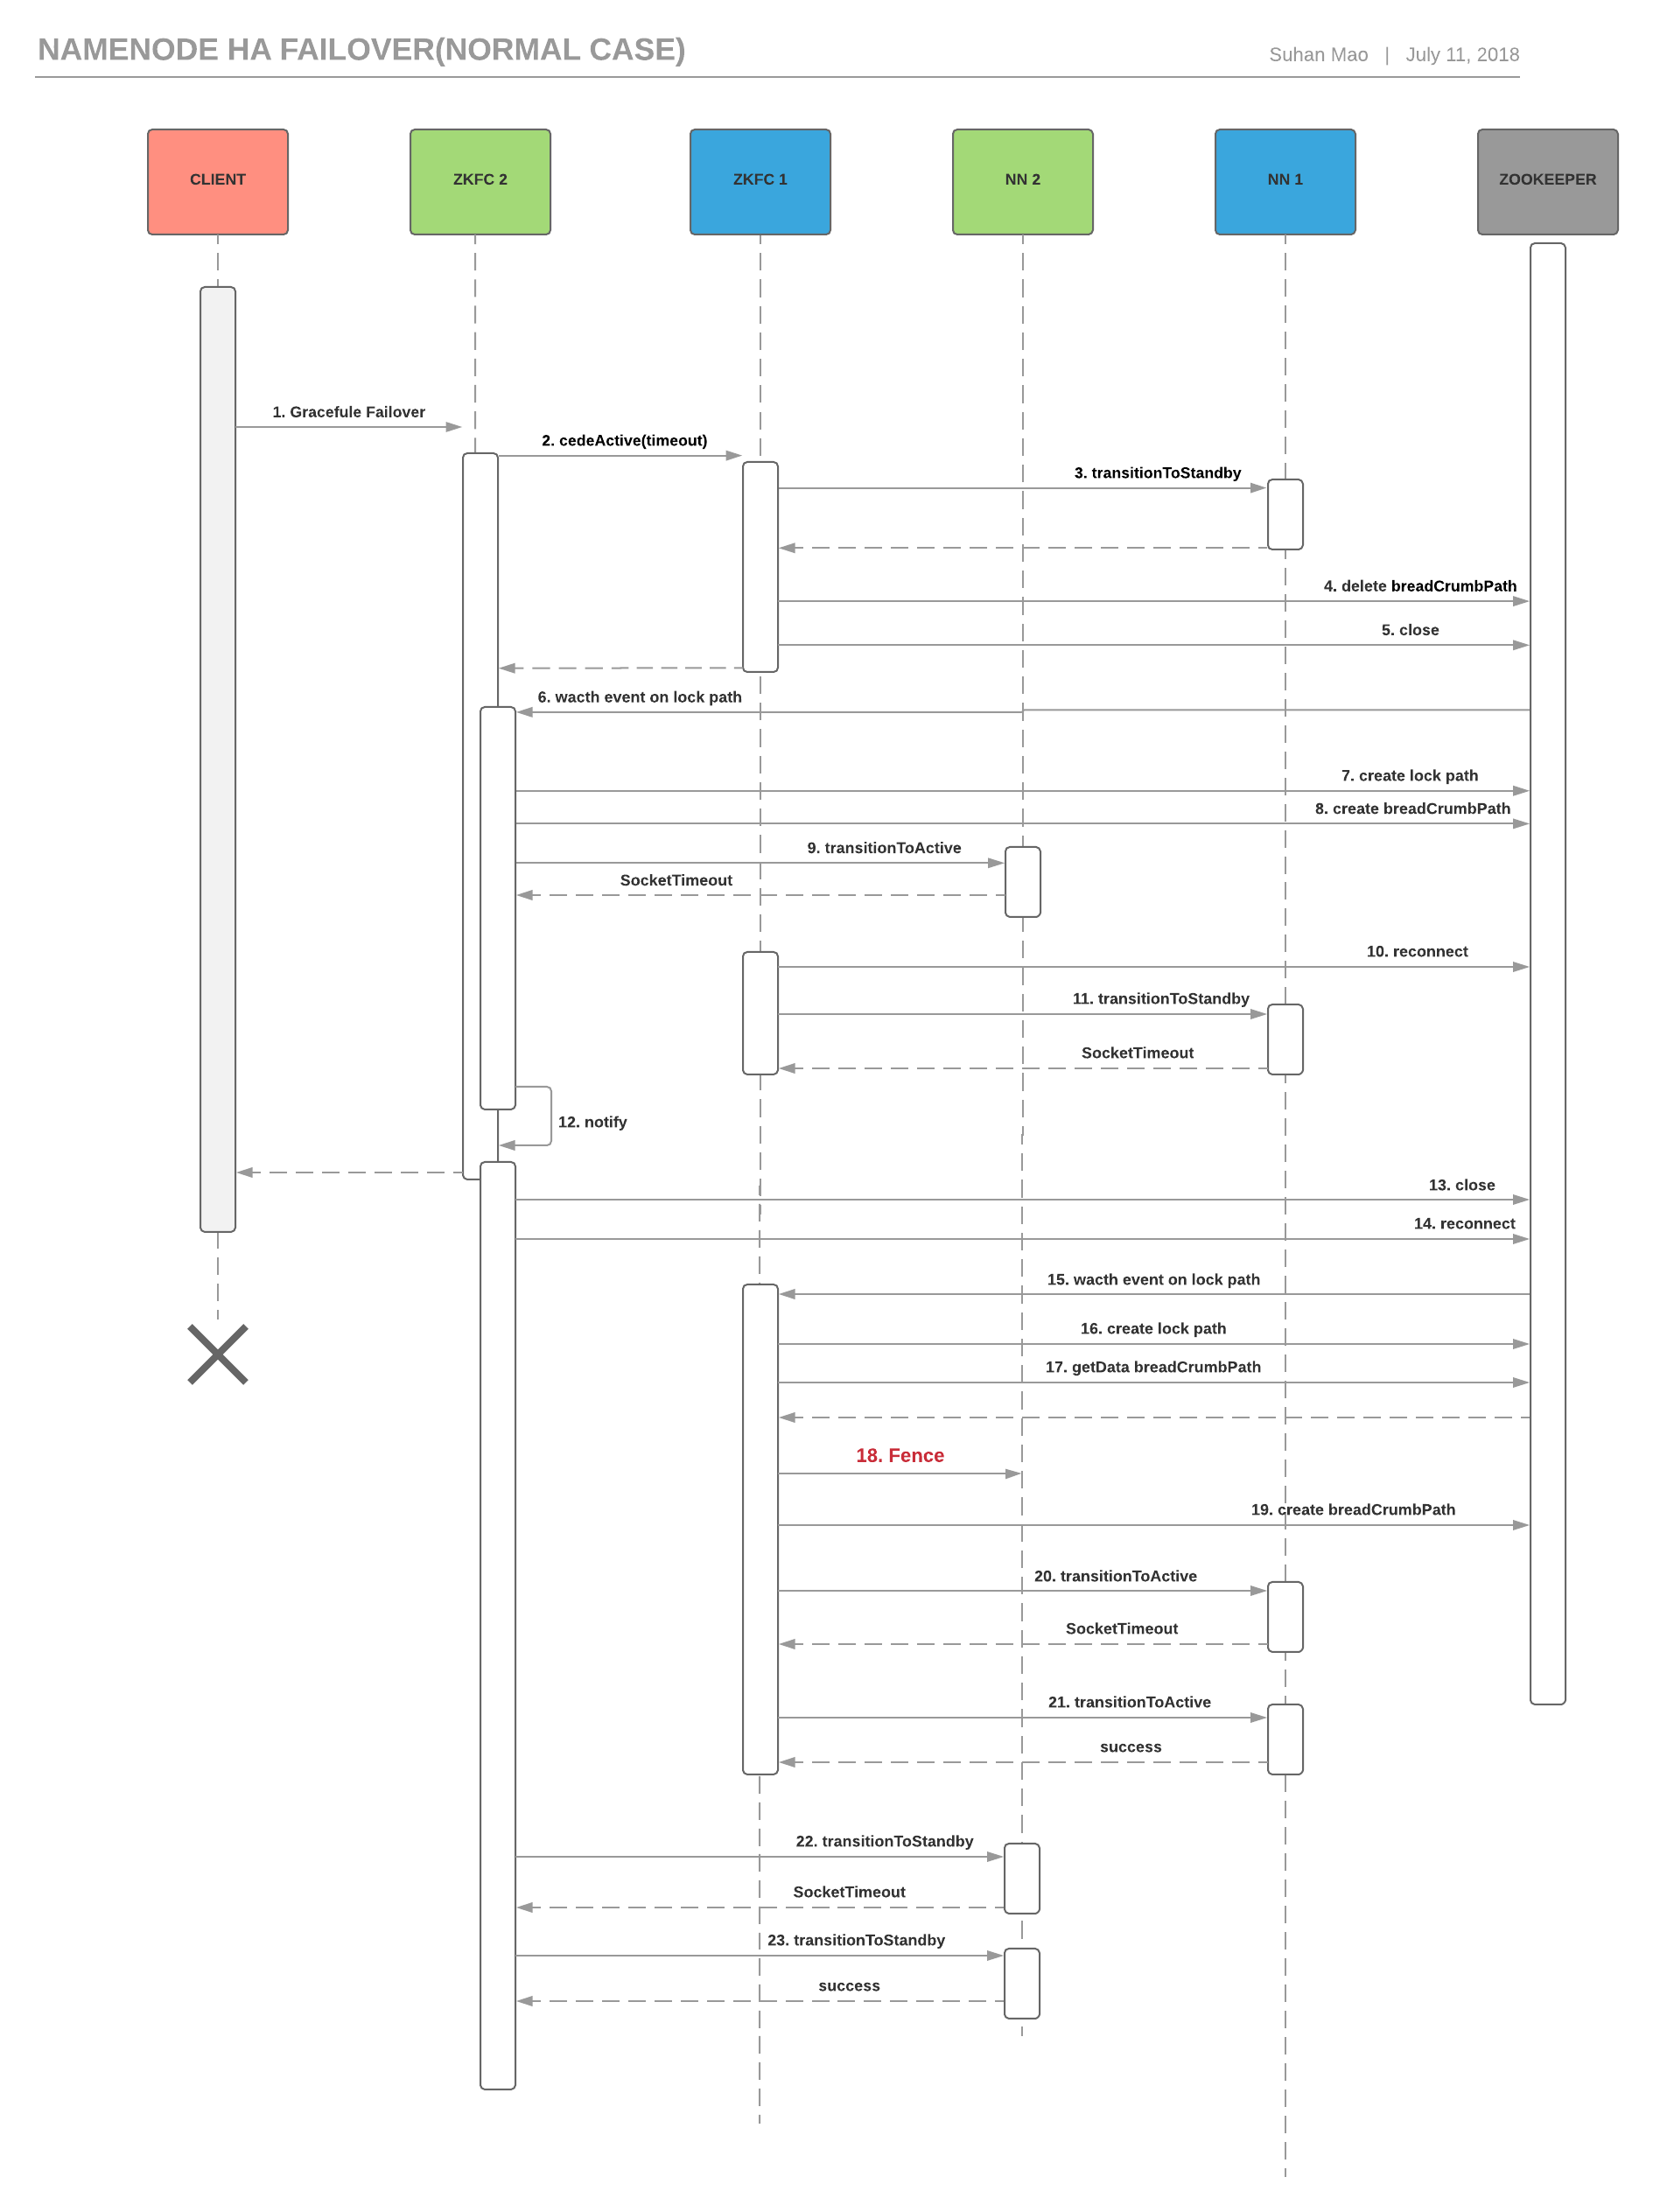 NAMENODE HA FAILOVER(NORMAL CASE)
Suhan Mao | July 11, 2018
CLIENT
ZKFC 2
ZKFC 1
NN 2
NN 1
ZOOKEEPER
1. Gracefule Failover
2. cedeActive(timeout)
3. transitionToStandby
4. delete breadCrumbPath
5. close
6. wacth event on lock path
7. create lock path
8. create breadCrumbPath
9. transitionToActive
SocketTimeout
10. reconnect
11. transitionToStandby
SocketTimeout
12. notify
13. close
14. reconnect
15. wacth event on lock path
16. create lock path
17. getData breadCrumbPath
18. Fence
19. create breadCrumbPath
20. transitionToActive
SocketTimeout
21. transitionToActive
success
22. transitionToStandby
SocketTimeout
23. transitionToStandby
success